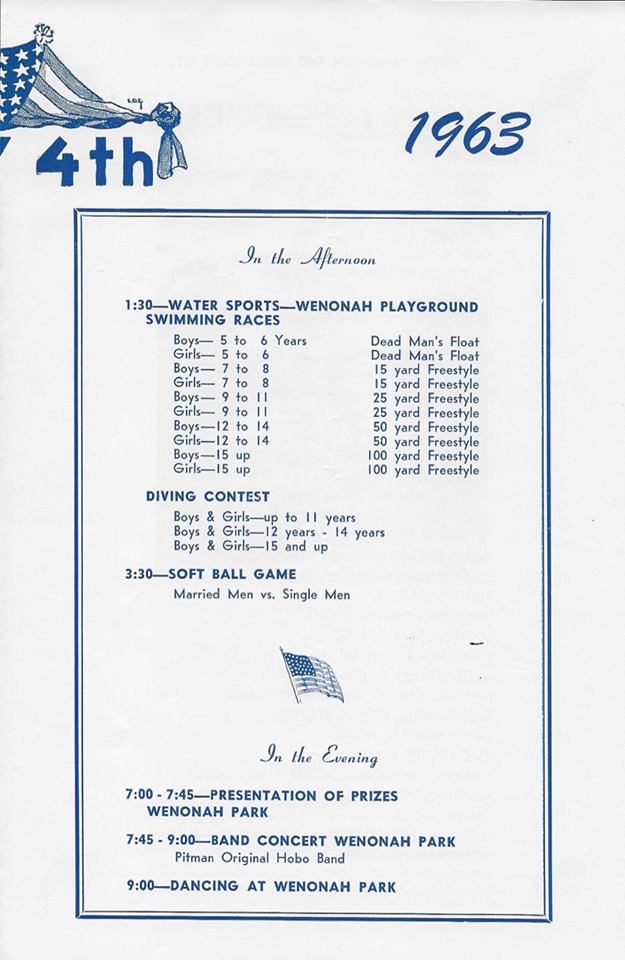 4th
1963
In the Afternoon
1:30—WATER SPORTS—WENONAH PLAYGROUND
SWIMMING RACES
Boys— 5 to 6 Years Dead Man's Float
Girls— 5 to 6 Dead Man's Float
Boys— 7 to 8 15 yard Freestyle
Girls— 7 to 8 15 yard Freestyle
Boys— 9 to 11 25 yard Freestyle
Girls— 9 to 11 25 yard Freestyle
Boys—12 to 14 50 yard Freestyle
Girls—12 to 14 50 yard Freestyle
Boys—15 up 100 yard Freestyle
Girls—15 up 100 yard Freestyle
DIVING CONTEST
Boys & Girls—up to 11 years
Boys & Girls—12 years - 14 years
Boys & Girls—15 and up
3:30—SOFT BALL GAME
Married Men vs. Single Men
In the Evening
7:00 - 7:45—PRESENTATION OF PRIZES
WENONAH PARK
7:45 - 9:00—BAND CONCERT WENONAH PARK
Pitman Original Hobo Band
9:00—DANCING AT WENONAH PARK